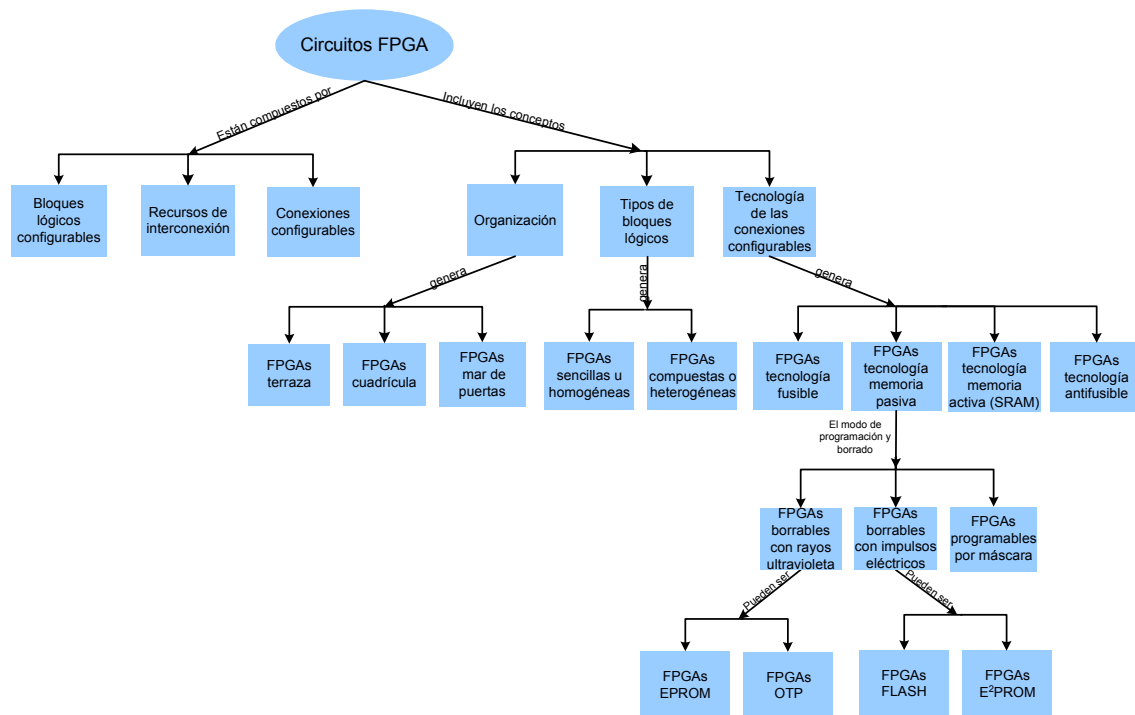 Circuitos FPGA
Están compuestos por
Incluyen los conceptos
Bloques
lógicos
configurables
Recursos de
interconexión
Conexiones
configurables
Organización
Tipos de
bloques
lógicos
Tecnología
de las
conexiones
configurables
genera
genera
genera
FPGAs
terraza
FPGAs
cuadrícula
FPGAs
mar de
puertas
FPGAs
sencillas u
homogéneas
FPGAs
compuestas o
heterogéneas
FPGAs
tecnología
fusible
FPGAs
tecnología
memoria
pasiva
FPGAs
tecnología
memoria
activa (SRAM)
FPGAs
tecnología
antifusible
El modo de
programación y
borrado
FPGAs
borrables
con rayos
ultravioleta
FPGAs
borrables
con impulsos
eléctricos
FPGAs
programables
por máscara
Pueden ser
Pueden ser
FPGAs
EPROM
FPGAs
OTP
FPGAs
FLASH
FPGAs
E²PROM